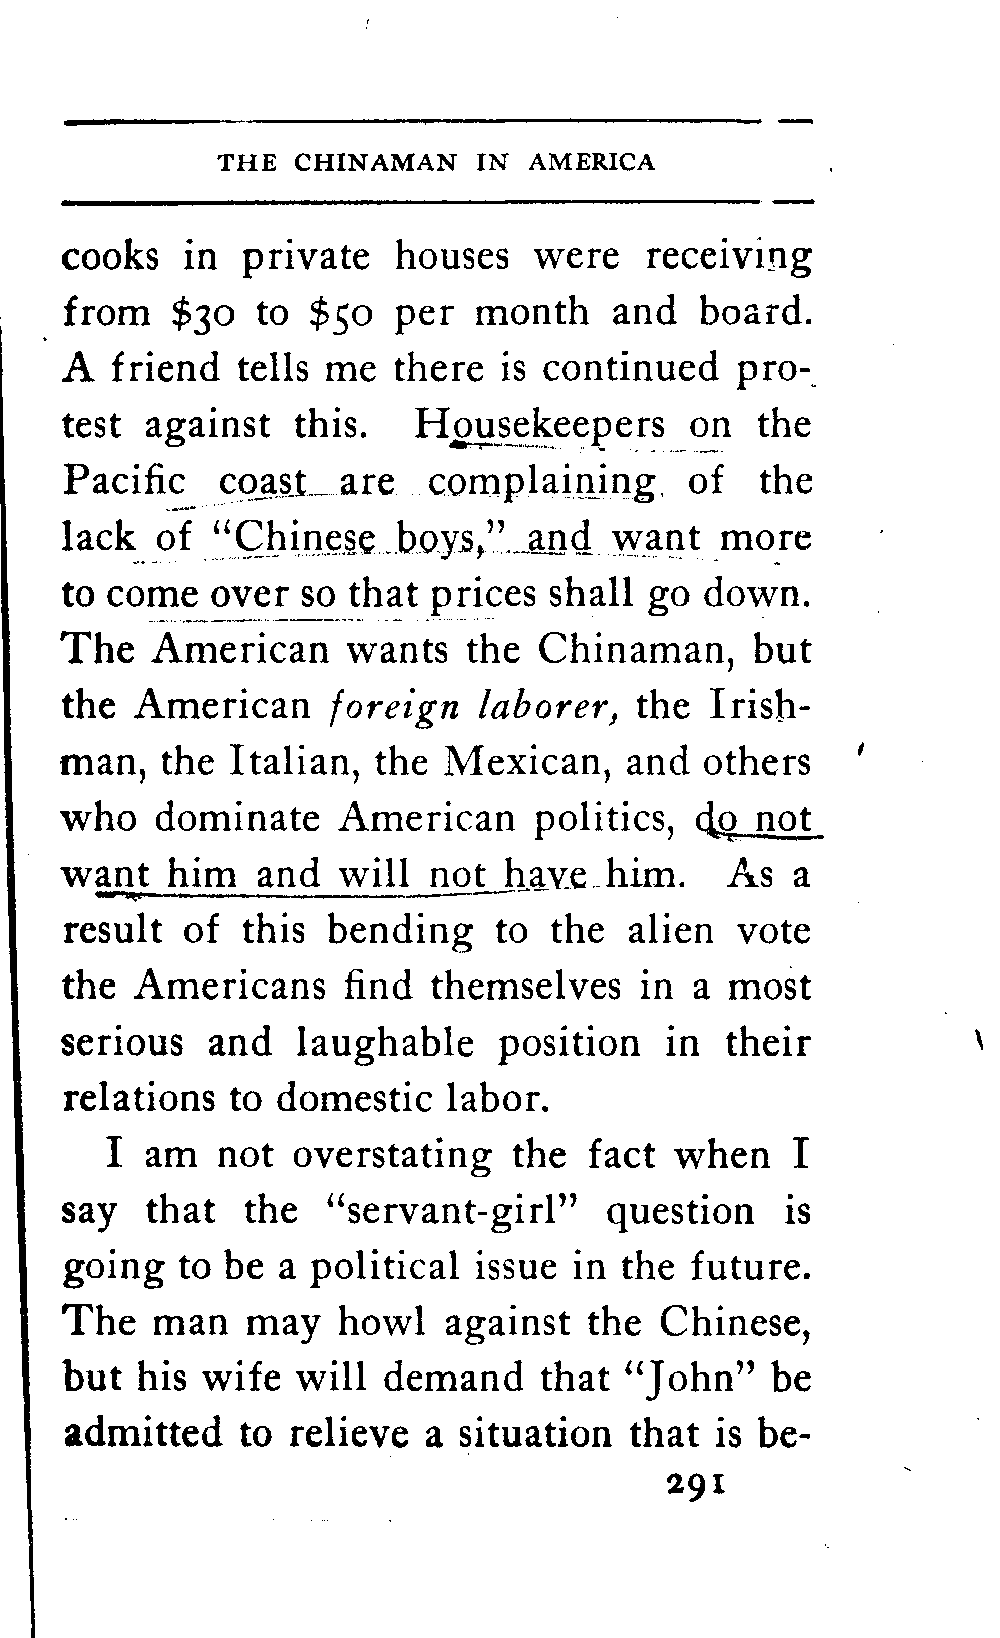 THE CHINAMAN IN AMERICA
cooks in private houses were receiving
from $30 to $50 per month and board.
A friend tells me there is continued pro-
test against this. Housekeepers on the
Pacific coast are complaining of the
lack of "Chinese boys," and want more
to come over so that prices shall go down.
The American wants the Chinaman, but
the American foreign laborer, the Irish-
man, the Italian, the Mexican, and others
who dominate American politics, do not
want him and will not have him. As a
result of this bending to the alien vote
the Americans find themselves in a most
serious and laughable position in their
relations to domestic labor.
I am not overstating the fact when I
say that the "servant-girl" question is
going to be a political issue in the future.
The man may howl against the Chinese,
but his wife will demand that "John" be
admitted to relieve a situation that is be-
291